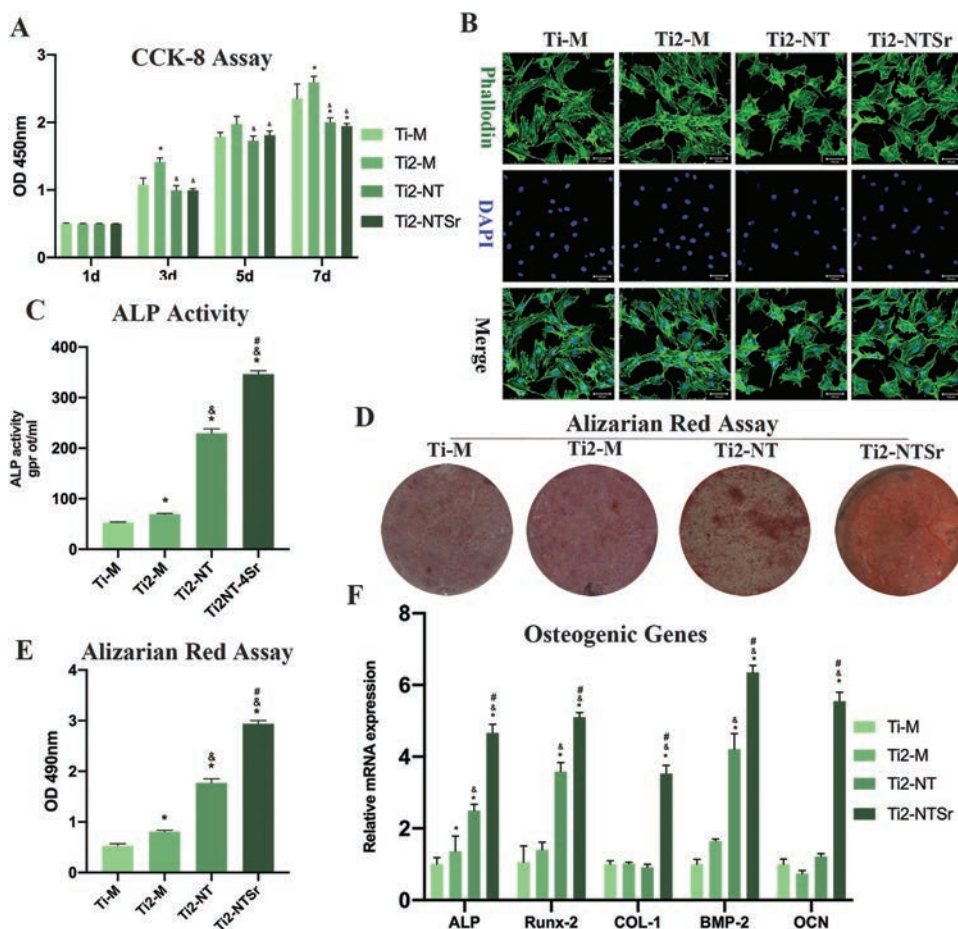 A
CCK-8 Assay
OD 450nm
3
2
1
0
1d
3d
5d
7d
*
&
&
&
&
*
&
*
&
*
Ti-M
Ti2-M
Ti2-NT
Ti2-NTSr
B
Ti-M
Ti2-M
Ti2-NT
Ti2-NTSr
Phallodin
DAPI
Merge
C
ALP Activity
ALP activity
gpr ot/ml
400
300
200
100
0
*
&
*
#
&
*
Ti-M
Ti2-M
Ti2-NT
Ti2NT-4Sr
D
Alizarian Red Assay
Ti-M
Ti2-M
Ti2-NT
Ti2-NTSr
E
Alizarian Red Assay
OD 490nm
4
3
2
1
0
*
&
*
#
&
*
Ti-M
Ti2-M
Ti2-NT
Ti2-NTSr
F
Osteogenic Genes
Relative mRNA expression
8
6
4
2
0
*
&
*
#
&
*
&
*
#
&
*
#
&
*
&
*
#
&
*
#
&
*
ALP
Runx-2
COL-1
BMP-2
OCN
Ti-M
Ti2-M
Ti2-NT
Ti2-NTSr